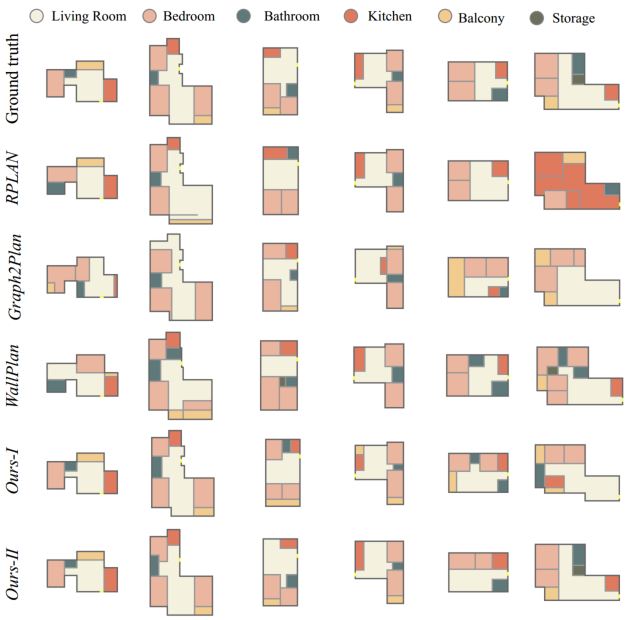 Living Room Bedroom Bathroom Kitchen Balcony Storage
Ground truth
RPLAN
Graph2Plan
WallPlan
Ours-I
Ours-II